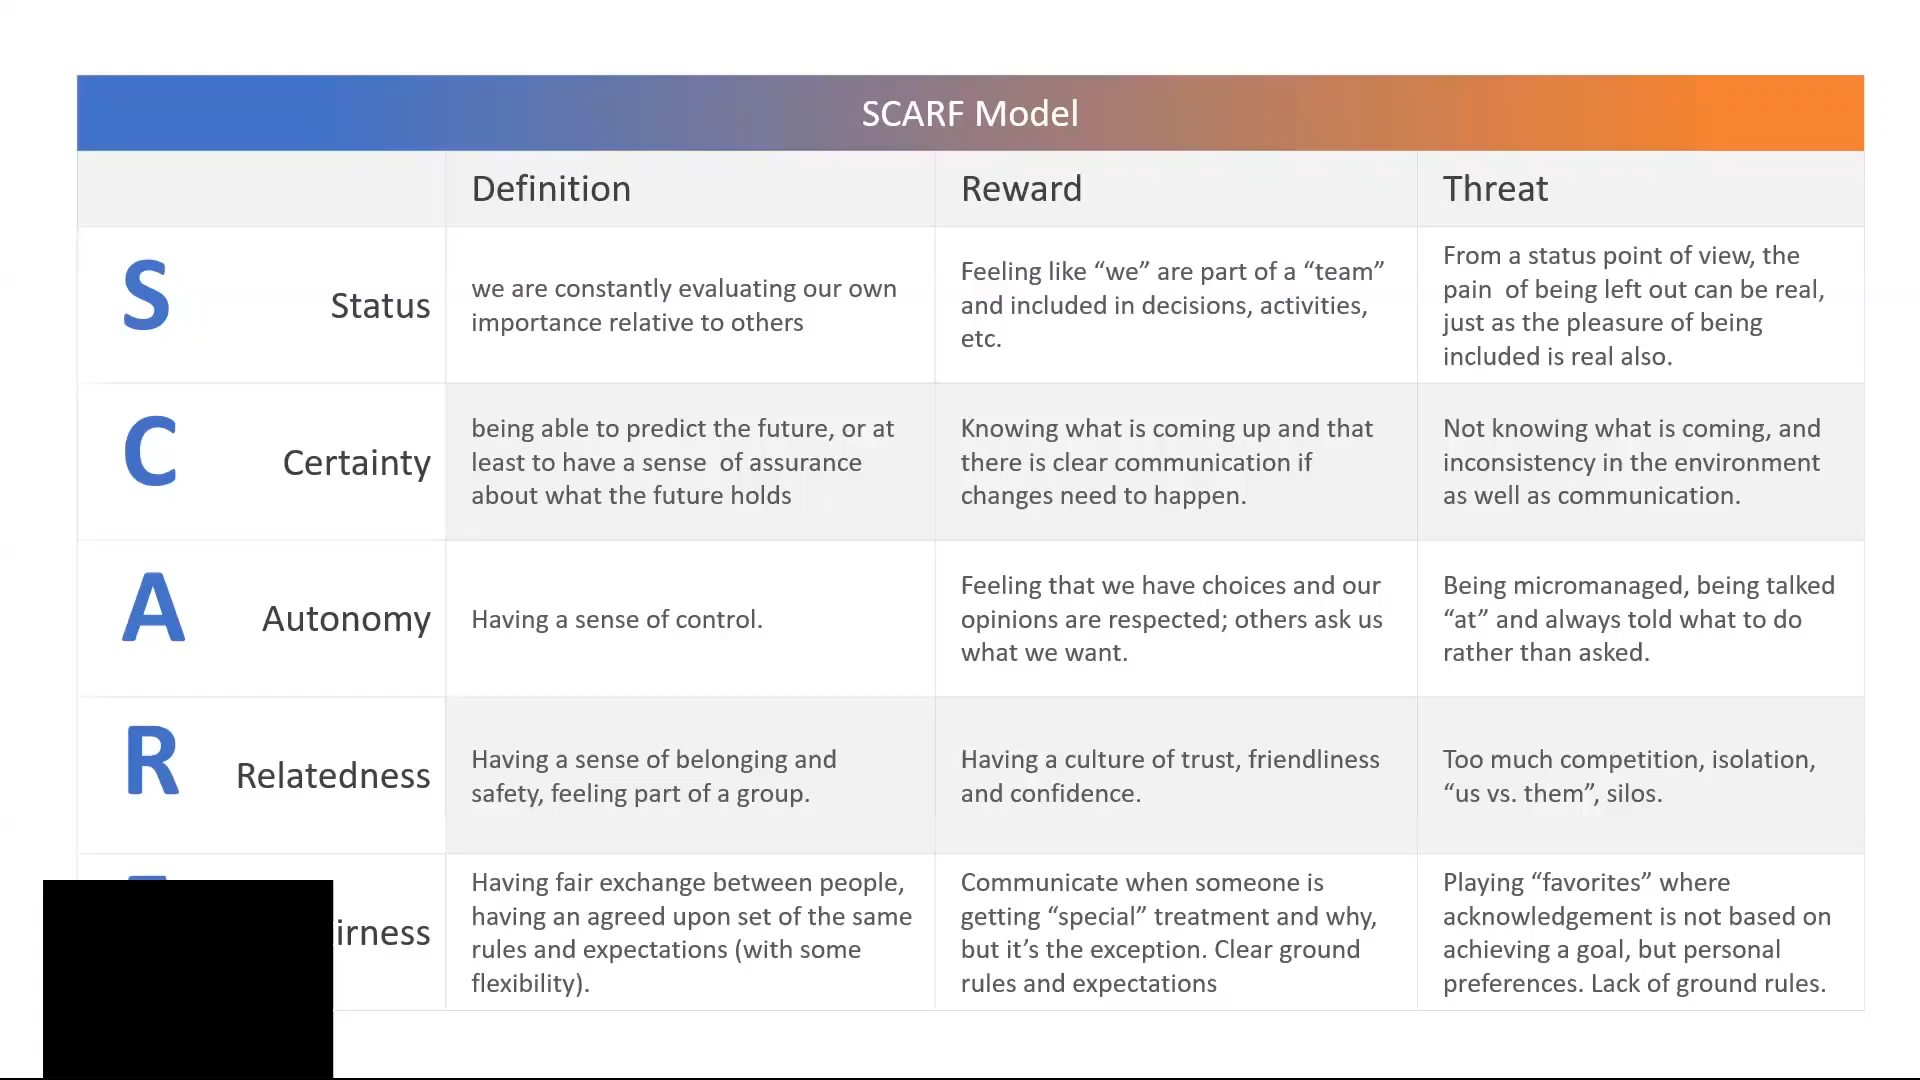 SCARF Model
Definition
Reward
Threat
S
Status
we are constantly evaluating our own
importance relative to others
Feeling like “we” are part of a “team”
and included in decisions, activities,
etc.
From a status point of view, the
pain  of being left out can be real,
just as the pleasure of being
included is real also.
C
Certainty
being able to predict the future, or at
least to have a sense  of assurance
about what the future holds
Knowing what is coming up and that
there is clear communication if
changes need to happen.
Not knowing what is coming, and
inconsistency in the environment
as well as communication.
A
Autonomy
Having a sense of control.
Feeling that we have choices and our
opinions are respected; others ask us
what we want.
Being micromanaged, being talked
“at” and always told what to do
rather than asked.
R
Relatedness
Having a sense of belonging and
safety, feeling part of a group.
Having a culture of trust, friendliness
and confidence.
Too much competition, isolation,
“us vs. them”, silos.
irness
Having fair exchange between people,
having an agreed upon set of the same
rules and expectations (with some
flexibility).
Communicate when someone is
getting “special” treatment and why,
but it’s the exception. Clear ground
rules and expectations
Playing “favorites” where
acknowledgement is not based on
achieving a goal, but personal
preferences. Lack of ground rules.